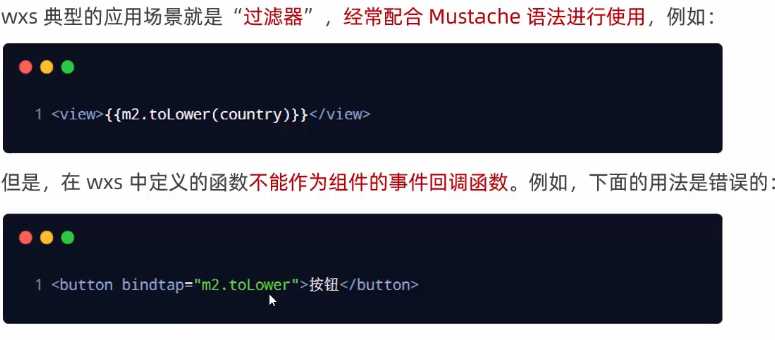 wxs 典型的应用场景就是“过滤器”，经常配合 Mustache 语法进行使用，例如：
1 <view>{{m2.toLower(country)}}</view>
但是，在 wxs 中定义的函数不能作为组件的事件回调函数。例如，下面的用法是错误的：
1 <button bindtap="m2.toLower">按钮</button>